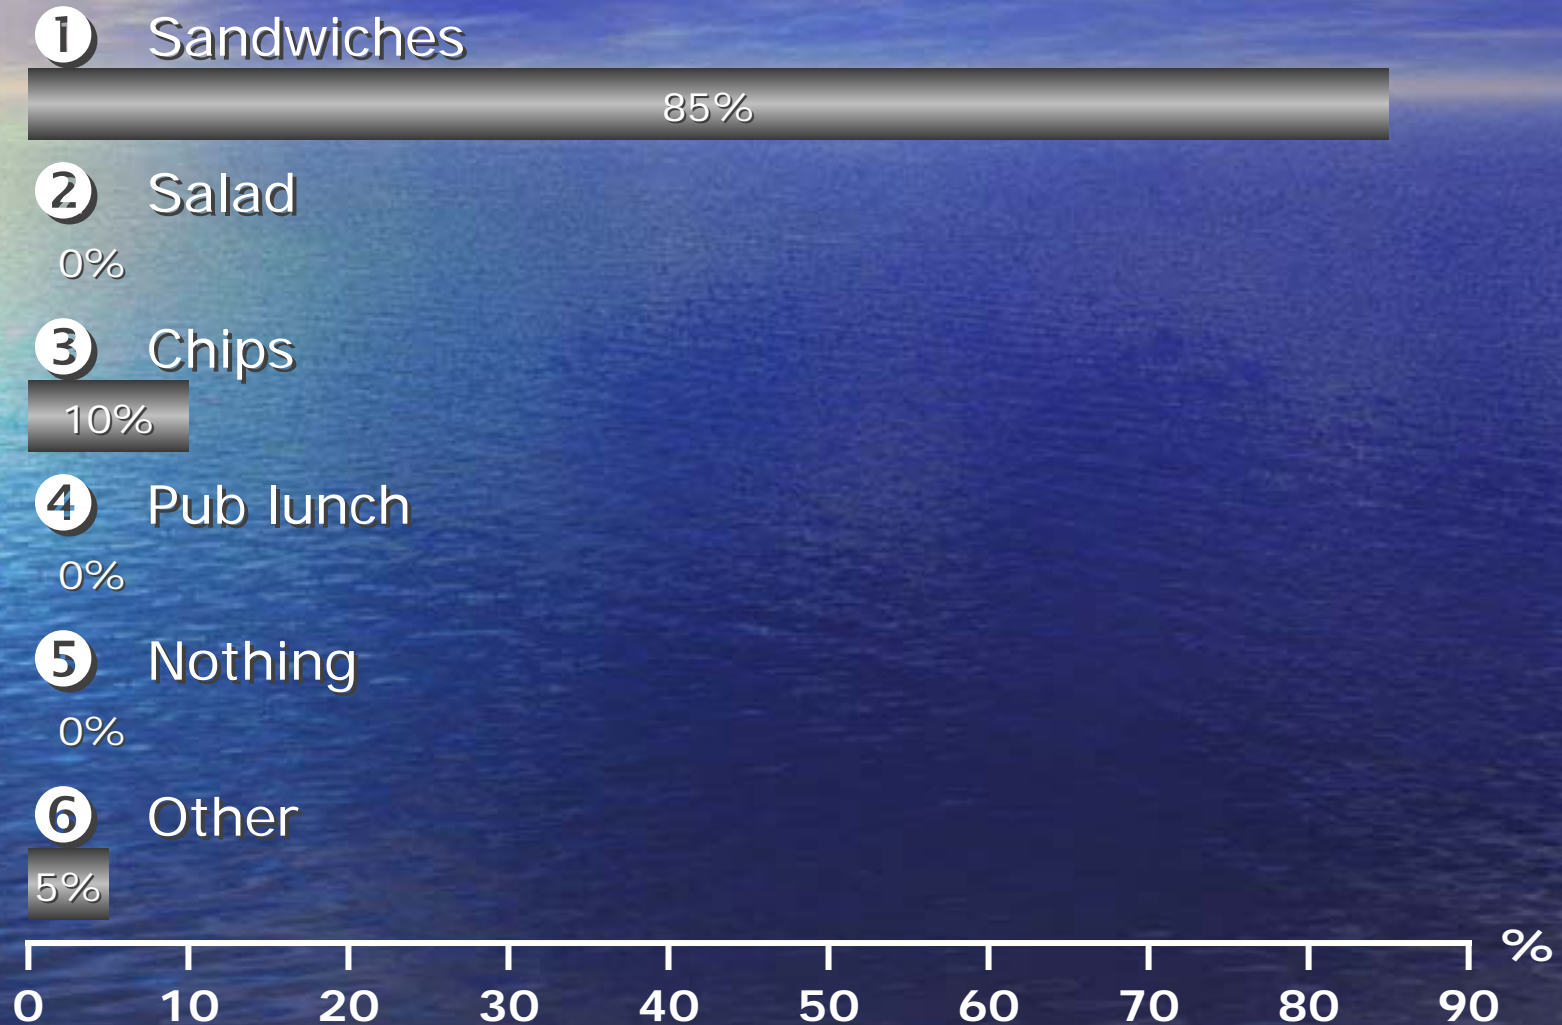 1 Sandwiches
85%
2 Salad
0%
3 Chips
10%
4 Pub lunch
0%
5 Nothing
0%
6 Other
5%
%
0 10 20 30 40 50 60 70 80 90